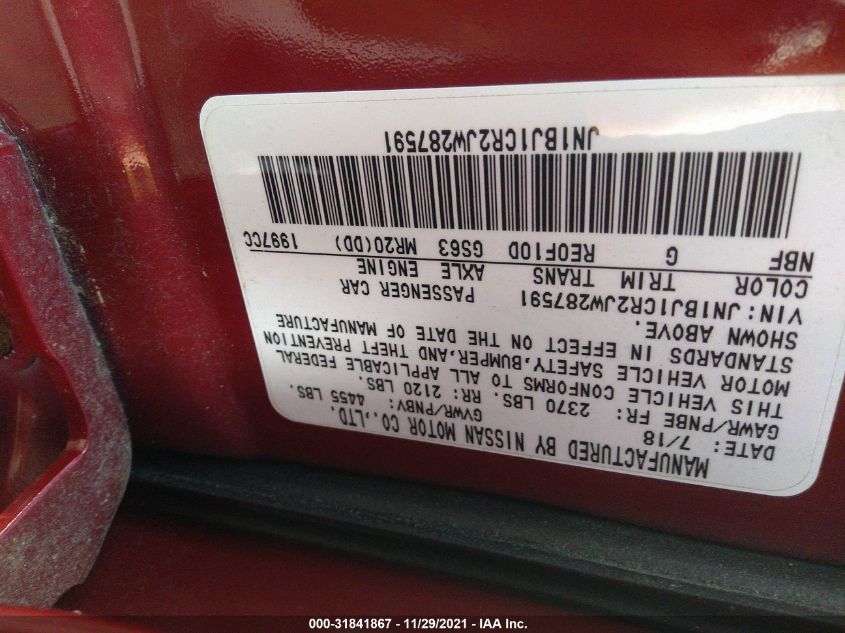 MANUFACTURED BY NISSAN MOTOR CO.,LTD.
DATE: 7/18 GVWR/PNBV: 4455 LBS.
GAWR/PNBE FR: 2370 LBS. RR: 2120 LBS.
THIS VEHICLE CONFORMS TO ALL APPLICABLE FEDERAL
MOTOR VEHICLE SAFETY,BUMPER,AND THEFT PREVENTION
STANDARDS IN EFFECT ON THE DATE OF MANUFACTURE
SHOWN ABOVE.
VIN:JN1BJ1CR2JW287591 PASSENGER CAR
COLOR TRIM TRANS AXLE ENGINE
NBF G RE0F10D GS63 MR20(DD) 1997CC
JN1BJ1CR2JW287591
000-31841867 - 11/29/2021 - IAA Inc.